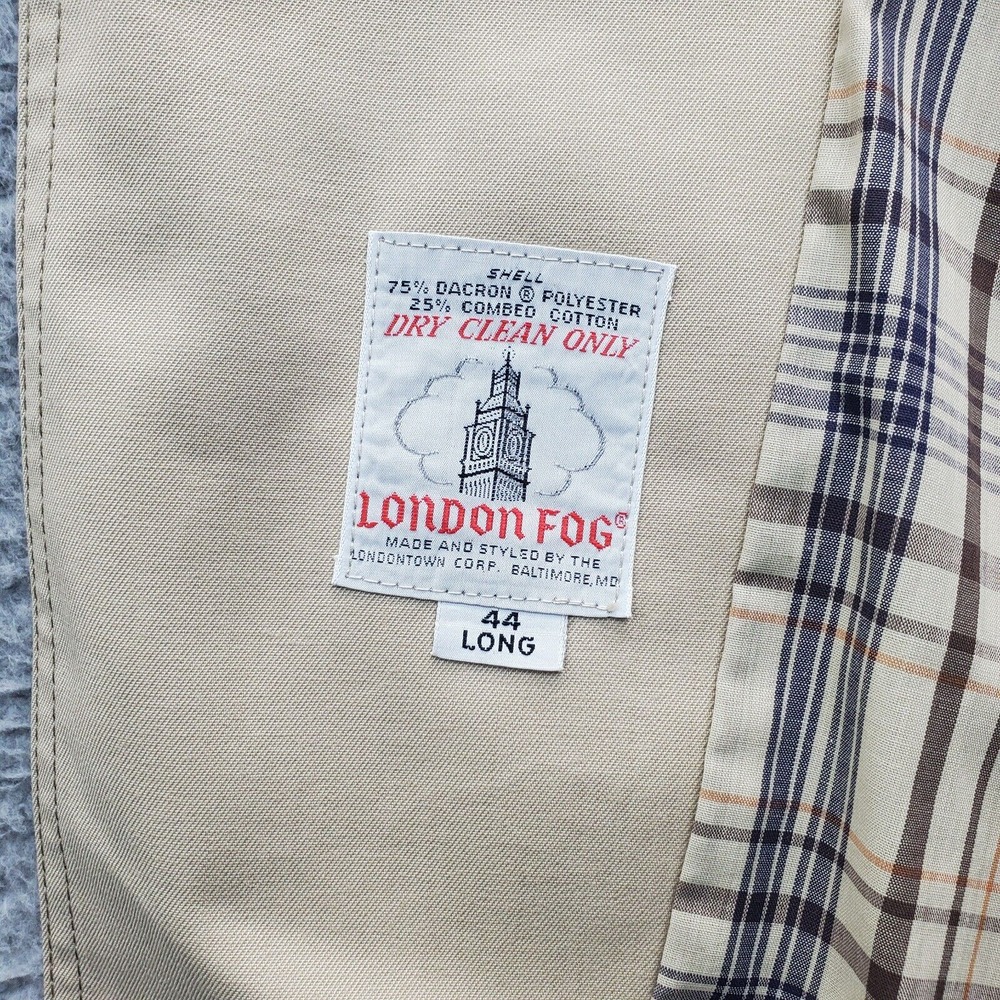 SHELL
75% DACRON ® POLYESTER
25% COMBED COTTON
DRY CLEAN ONLY
LONDON FOG®
MADE AND STYLED BY THE
LONDONTOWN CORP. BALTIMORE, MD
44
LONG